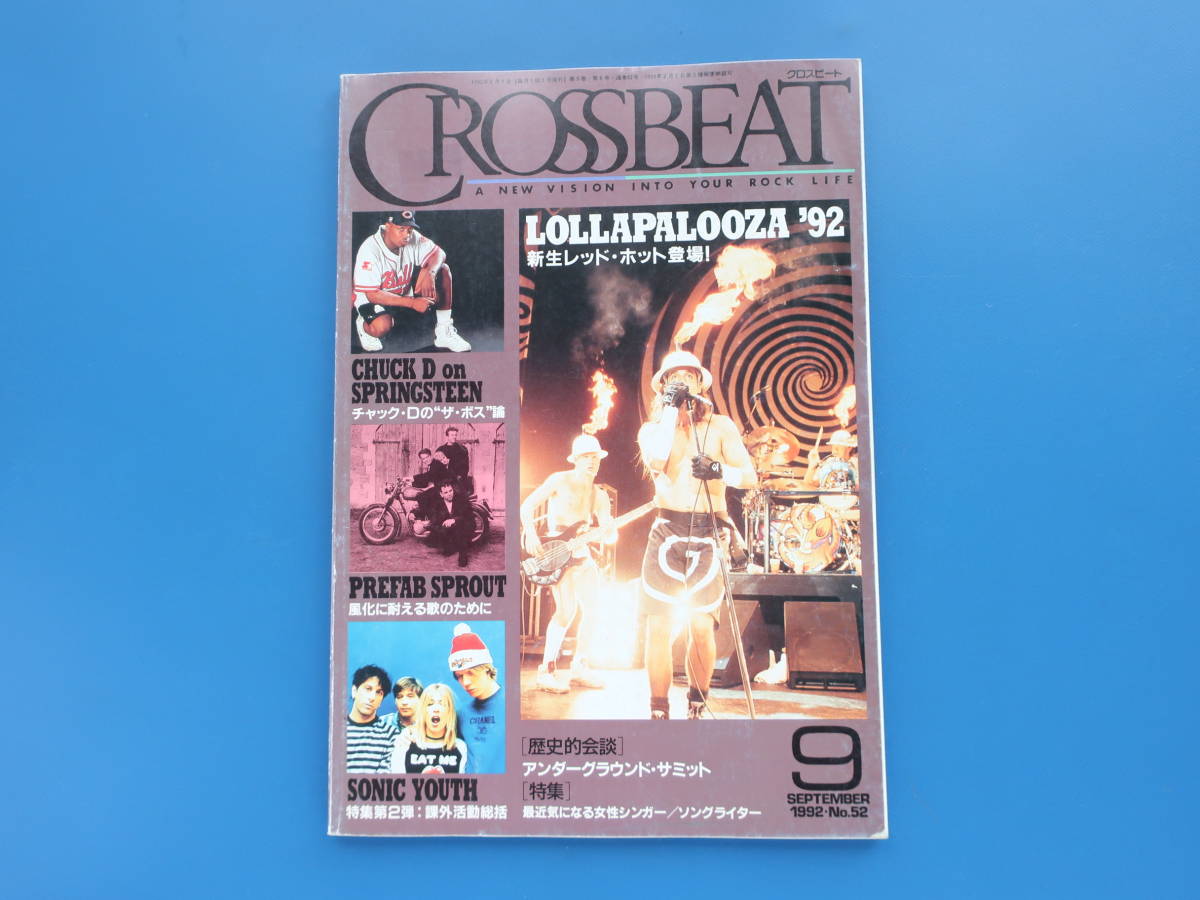 クロスビート
CROSSBEAT
A NEW VISION INTO YOUR ROCK LIFE
LOLLAPALOOZA '92
新生レッド・ホット登場!
CHUCK D on
SPRINGSTEEN
チャック・Dの“ザ・ボス”論
PREFAB SPROUT
風化に耐える歌のために
CHANEL
EAT ME
SONIC YOUTH
特集第2弾:課外活動総括
[歴史的会談]
アンダーグラウンド・サミット
[特集]
最近気になる女性シンガー/ソングライター
9
SEPTEMBER
1992・No.52